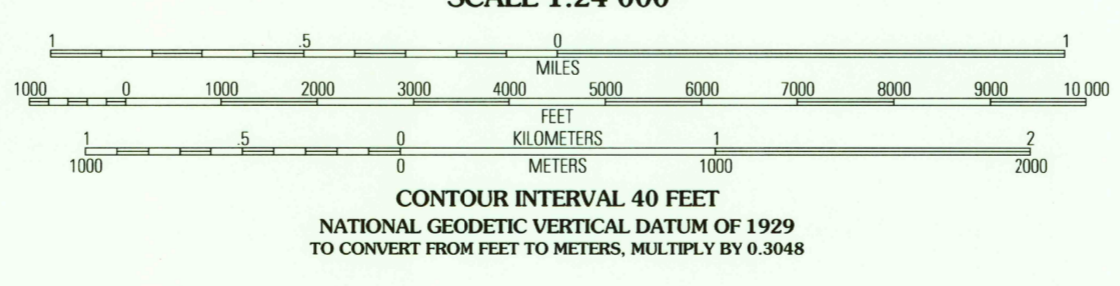 SCALE 1:24 000
1 .5 0 1
MILES
1000 0 1000 2000 3000 4000 5000 6000 7000 8000 9000 10 000
FEET
1 .5 0 KILOMETERS 1 2
1000 0 METERS 1000 2000
CONTOUR INTERVAL 40 FEET
NATIONAL GEODETIC VERTICAL DATUM OF 1929
TO CONVERT FROM FEET TO METERS, MULTIPLY BY 0.3048